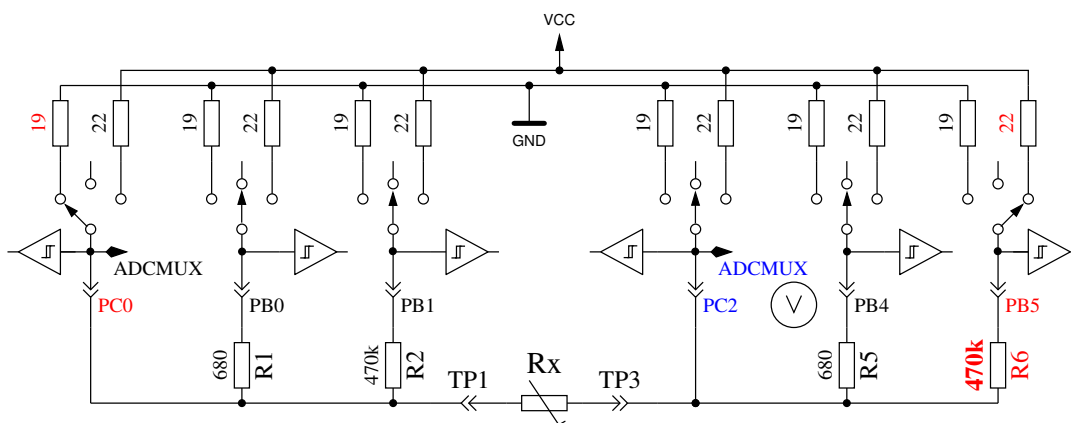 VCC
19
22
19
22
19
22
GND
19
22
19
22
19
22
ADCMUX
ADCMUX
PC0
PB0
PB1
PC2
V
PB4
PB5
680
R1
470k
R2
TP1
Rx
TP3
680
R5
470k
R6